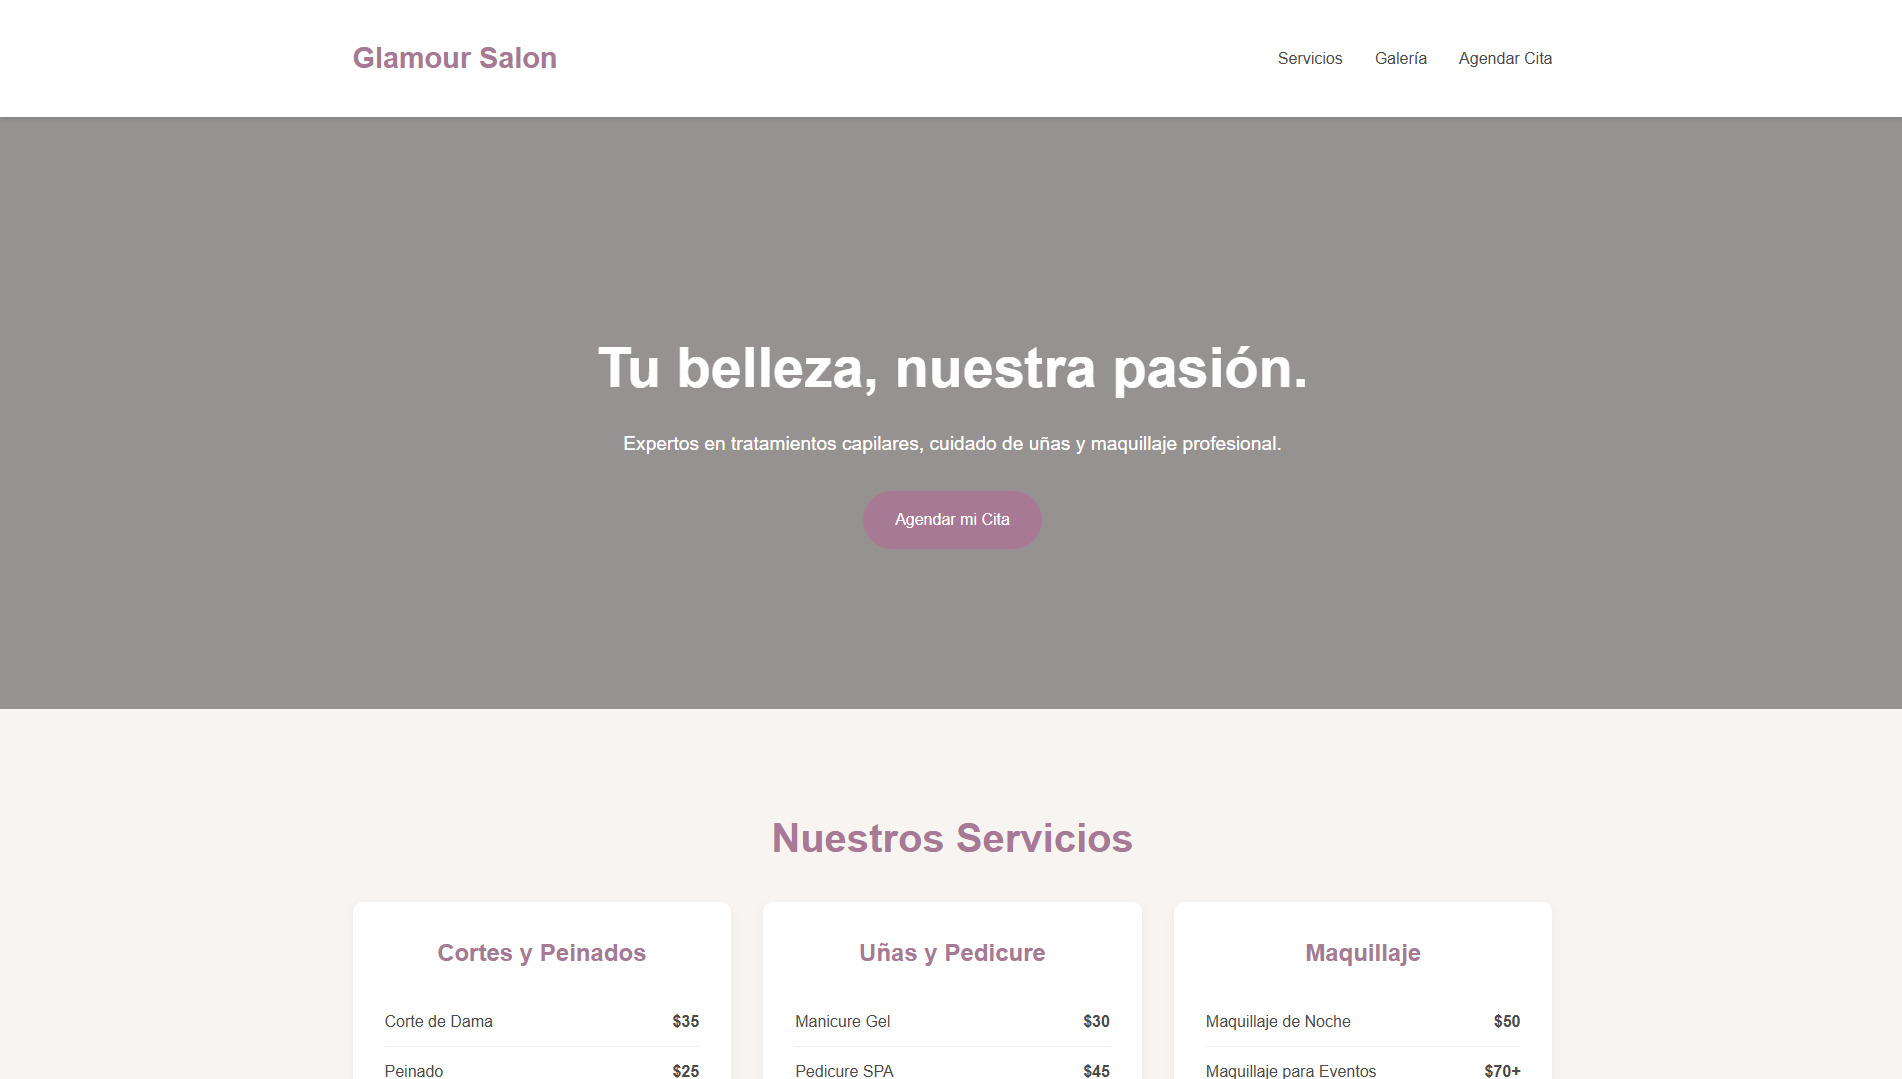 Glamour Salon
Servicios
Galería
Agendar Cita
Tu belleza, nuestra pasión.
Expertos en tratamientos capilares, cuidado de uñas y maquillaje profesional.
Agendar mi Cita
Nuestros Servicios
Cortes y Peinados
Corte de Dama $35
Peinado $25
Uñas y Pedicure
Manicure Gel $30
Pedicure SPA $45
Maquillaje
Maquillaje de Noche $50
Maquillaje para Eventos $70+